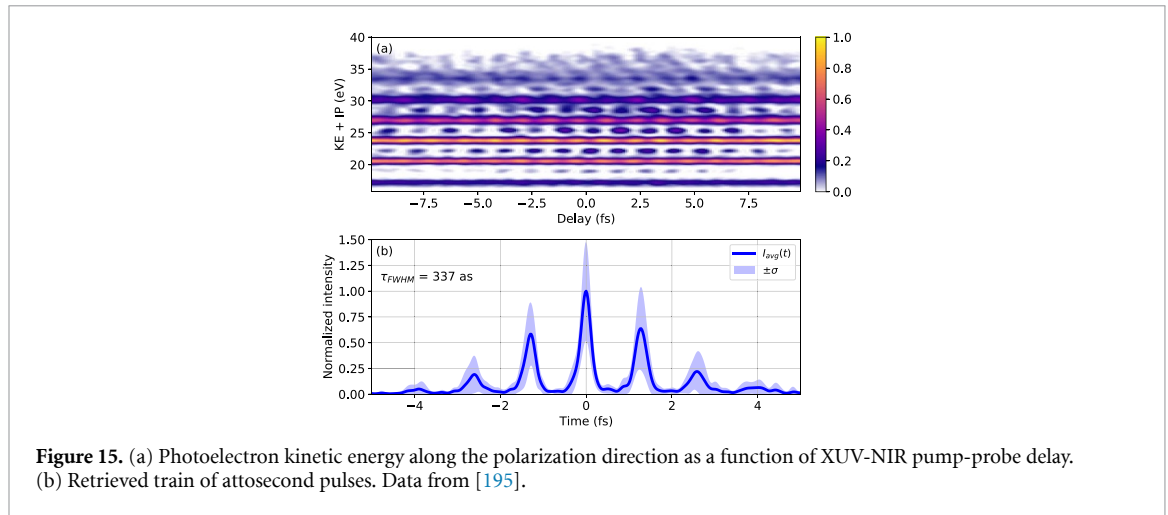 (a)
KE + IP (eV)
40
35
30
25
20
−7.5 −5.0 −2.5 0.0 2.5 5.0 7.5
Delay (fs)
1.0
0.8
0.6
0.4
0.2
0.0
(b)
τFWHM = 337 as
Iavg(t)
±σ
Normalized intensity
1.50
1.25
1.00
0.75
0.50
0.25
0.00
−4 −2 0 2 4
Time (fs)
Figure 15. (a) Photoelectron kinetic energy along the polarization direction as a function of XUV-NIR pump-probe delay.
(b) Retrieved train of attosecond pulses. Data from [195].